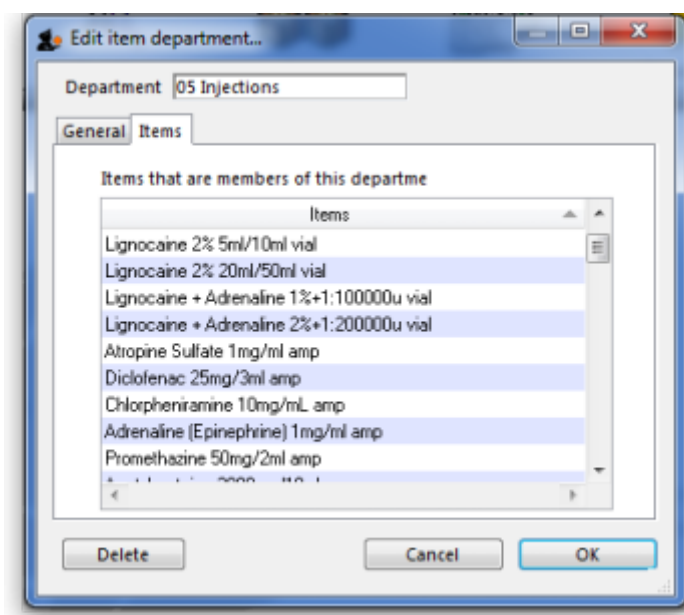 Edit item department...
Department 05 Injections
General Items
Items that are members of this departme
Items
Lignocaine 2% 5ml/10ml vial
Lignocaine 2% 20ml/50ml vial
Lignocaine + Adrenaline 1%+1:100000u vial
Lignocaine + Adrenaline 2%+1:200000u vial
Atropine Sulfate 1mg/ml amp
Diclofenac 25mg/3ml amp
Chlorpheniramine 10mg/mL amp
Adrenaline (Epinephrine) 1mg/ml amp
Promethazine 50mg/2ml amp
Delete Cancel OK